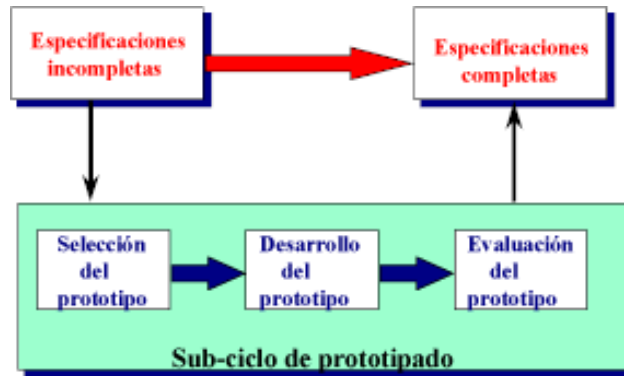 Especificaciones
incompletas
Especificaciones
completas
Selección
del
prototipo
Desarrollo
del
prototipo
Evaluación
del
prototipo
Sub-ciclo de prototipado